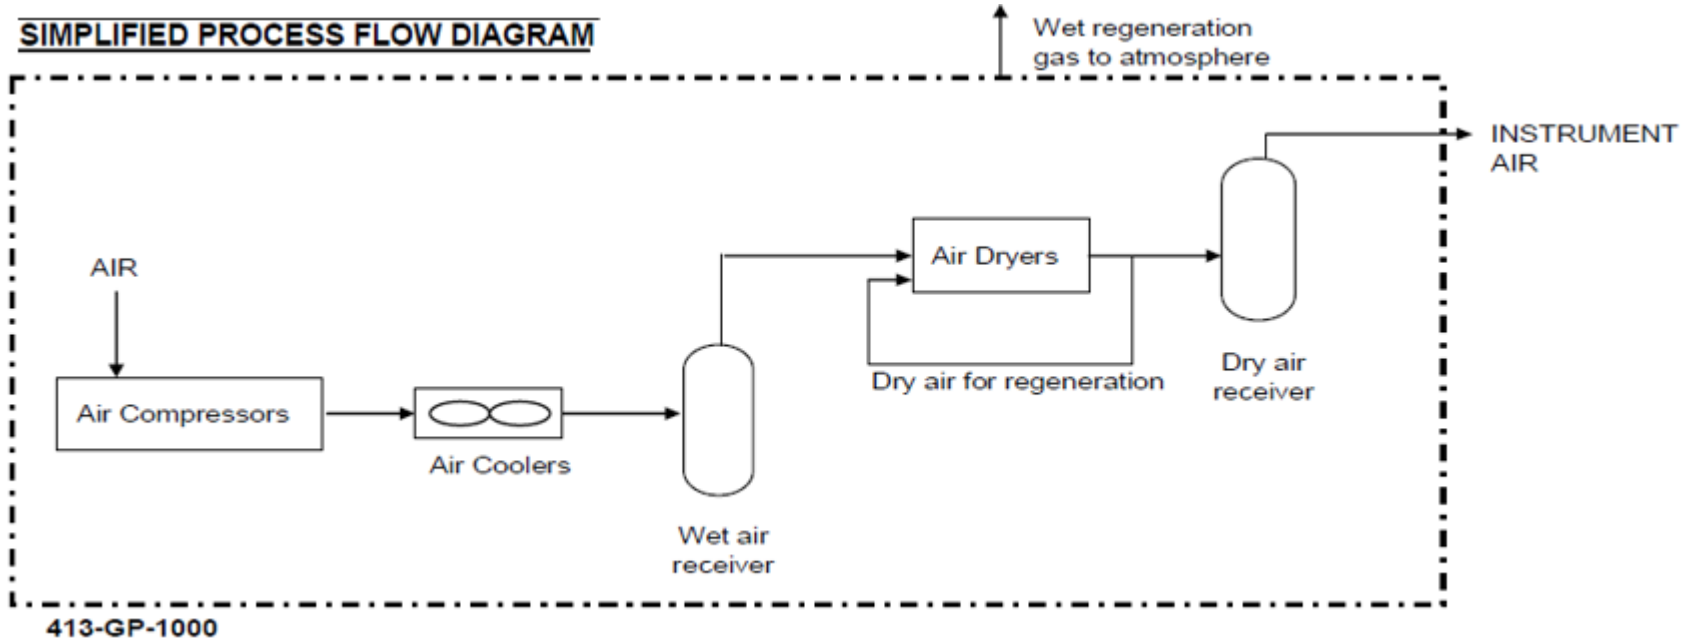 SIMPLIFIED PROCESS FLOW DIAGRAM
Wet regeneration
gas to atmosphere
INSTRUMENT
AIR
Air Dryers
AIR
Dry air for regeneration
Dry air
receiver
Air Compressors
Air Coolers
Wet air
receiver
413-GP-1000